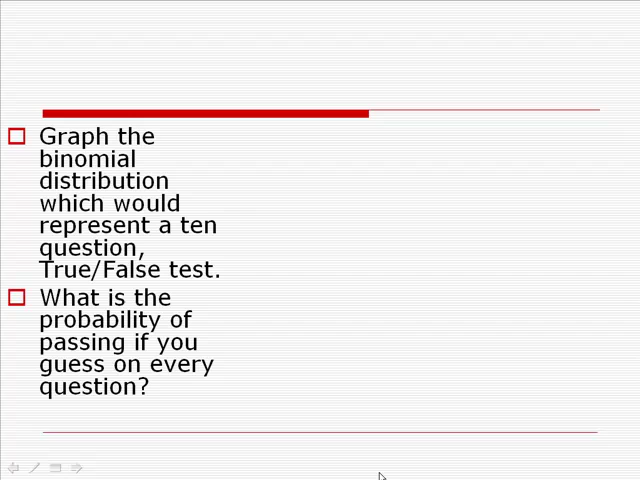 Graph the
binomial
distribution
which would
represent a ten
question,
True/False test.
What is the
probability of
passing if you
guess on every
question?